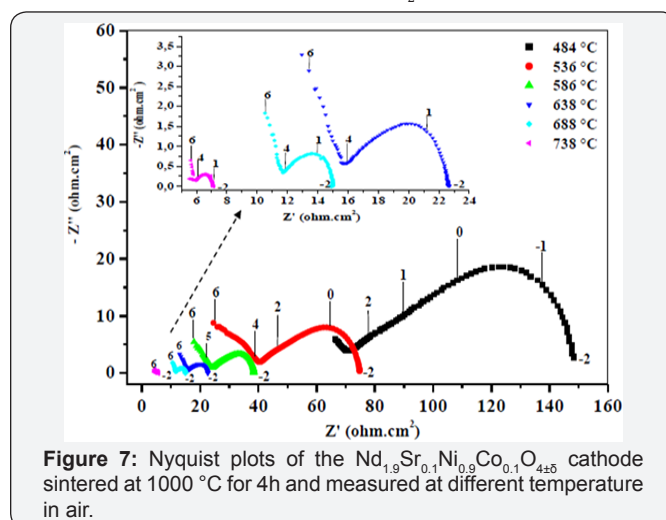 2
60
50
40
30
20
10
0
- Z'' (ohm.cm²)
0 20 40 60 80 100 120 140 160
Z' (ohm.cm²)
484 °C
536 °C
586 °C
638 °C
688 °C
738 °C
3,5
3,0
2,5
2,0
1,5
1,0
0,5
0,0
-Z'' (ohm.cm²)
6 8 10 12 14 16 18 20 22 24
Z' (ohm.cm²)
6 4 1 -2
6 4 1 -2
6 4 1 -2
6 -2
6 -2
6 -2
6 5 -2
6 4 2 0 -2
2 1 0 -1 -2
Figure 7: Nyquist plots of the Nd1.9Sr0.1Ni0.9Co0.1O4±δ cathode
sintered at 1000 °C for 4h and measured at different temperature
in air.